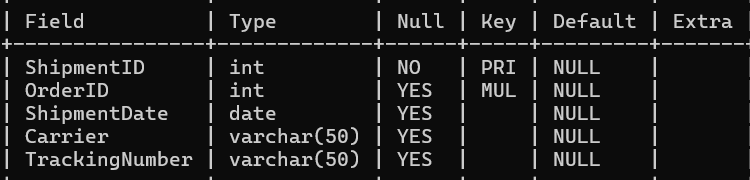 | Field          | Type        | Null | Key | Default | Extra
+----------------+-------------+------+-----+---------+-------
| ShipmentID     | int         | NO   | PRI | NULL    |
| OrderID        | int         | YES  | MUL | NULL    |
| ShipmentDate   | date        | YES  |     | NULL    |
| Carrier        | varchar(50) | YES  |     | NULL    |
| TrackingNumber | varchar(50) | YES  |     | NULL    |